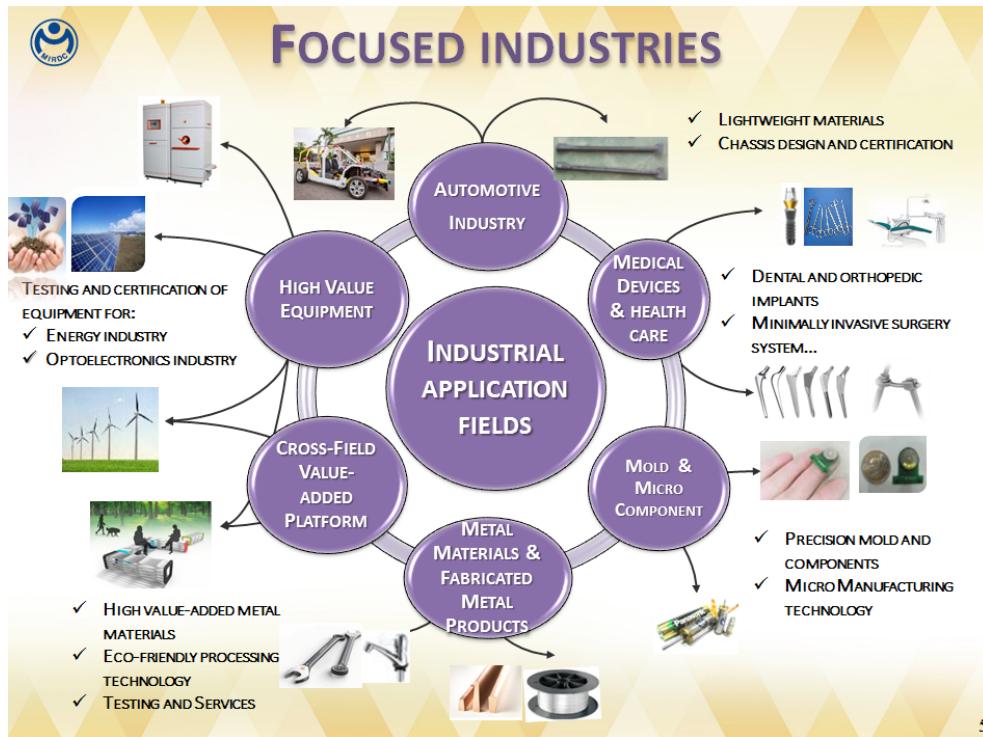 MIRDC
FOCUSED INDUSTRIES
LIGHTWEIGHT MATERIALS
CHASSIS DESIGN AND CERTIFICATION
AUTOMOTIVE
INDUSTRY
MEDICAL
DEVICES
& HEALTH
CARE
DENTAL AND ORTHOPEDIC
IMPLANTS
MINIMALLY INVASIVE SURGERY
SYSTEM...
HIGH VALUE
EQUIPMENT
TESTING AND CERTIFICATION OF
EQUIPMENT FOR:
ENERGY INDUSTRY
OPTOELECTRONICS INDUSTRY
INDUSTRIAL
APPLICATION
FIELDS
CROSS-FIELD
VALUE-
ADDED
PLATFORM
MOLD &
MICRO
COMPONENT
PRECISION MOLD AND
COMPONENTS
MICRO MANUFACTURING
TECHNOLOGY
METAL
MATERIALS &
FABRICATED
METAL
PRODUCTS
HIGH VALUE-ADDED METAL
MATERIALS
ECO-FRIENDLY PROCESSING
TECHNOLOGY
TESTING AND SERVICES
5